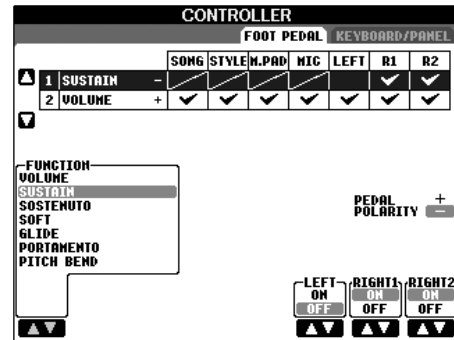 CONTROLLER
FOOT PEDAL KEYBOARD/PANEL
SONG STYLE M.PAD MIC LEFT R1 R2
1 SUSTAIN -
2 VOLUME +
FUNCTION
VOLUME
SUSTAIN
SOSTENUTO
SOFT
GLIDE
PORTAMENTO
PITCH BEND
PEDAL +
POLARITY -
LEFT RIGHT1 RIGHT2
ON ON ON
OFF OFF OFF